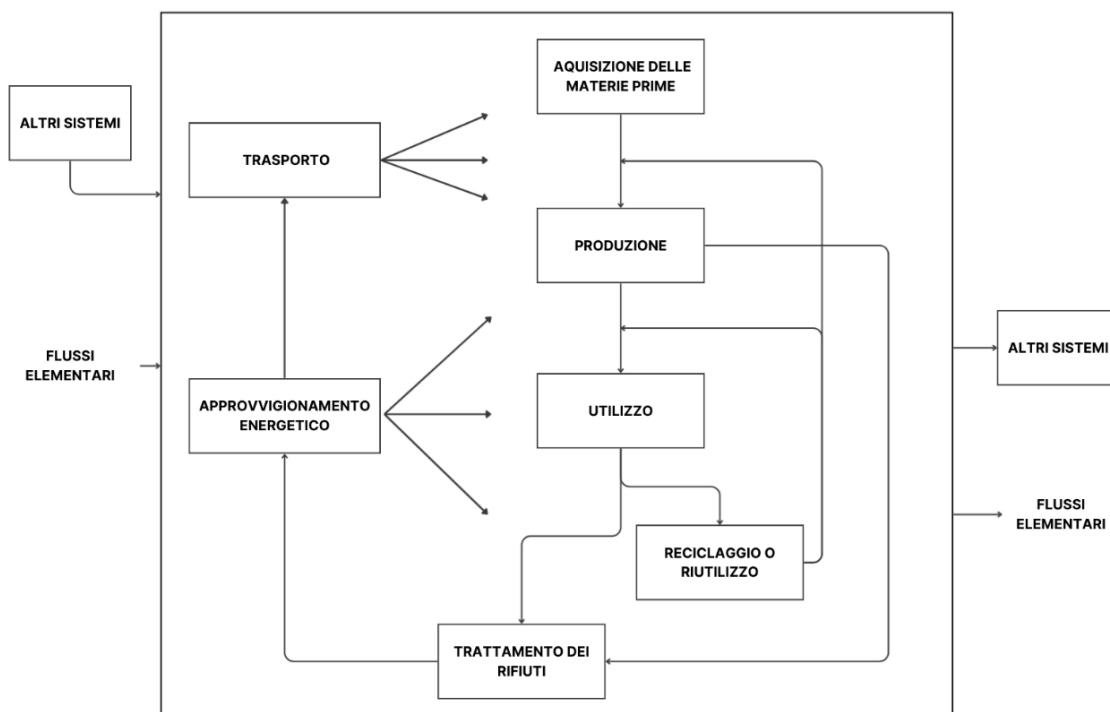 AQUISIZIONE DELLE
MATERIE PRIME
ALTRI SISTEMI
TRASPORTO
PRODUZIONE
FLUSSI
ELEMENTARI
ALTRI SISTEMI
APPROVVIGIONAMENTO
ENERGETICO
UTILIZZO
FLUSSI
ELEMENTARI
RECICLAGGIO O
RIUTILIZZO
TRATTAMENTO DEI
RIFIUTI